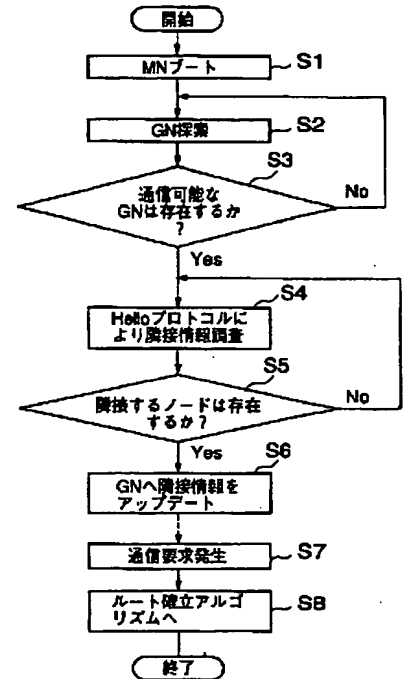 開始
MNブート
S1
GN探索
S2
S3
通信可能な
GNは存在するか
?
No
Yes
S4
Helloプロトコルに
より隣接情報調査
S5
隣接するノードは存在
するか?
No
Yes
S6
GNへ隣接情報を
アップデート
通信要求発生
S7
ルート確立アルゴ
リズムへ
S8
終了